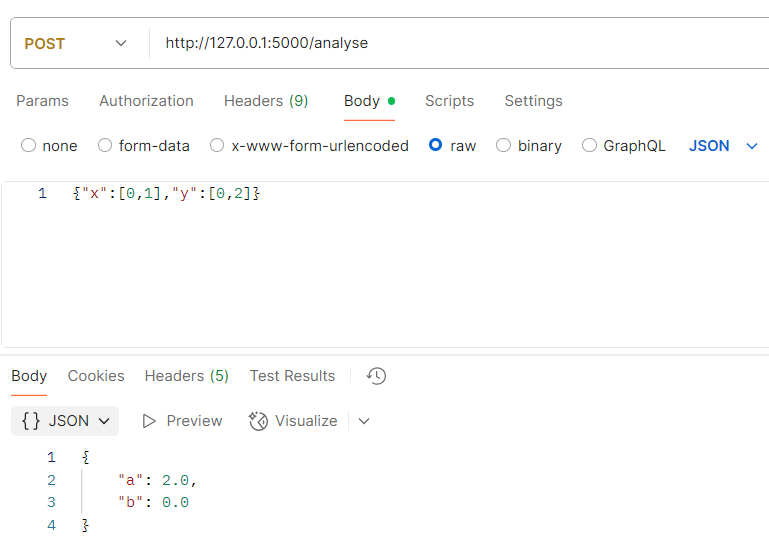 POST http://127.0.0.1:5000/analyse
Params Authorization Headers (9) Body Scripts Settings
none form-data x-www-form-urlencoded raw binary GraphQL JSON
1 {"x":[0,1],"y":[0,2]}
Body Cookies Headers (5) Test Results
{} JSON Preview Visualize
1 {
2 "a": 2.0,
3 "b": 0.0
4 }